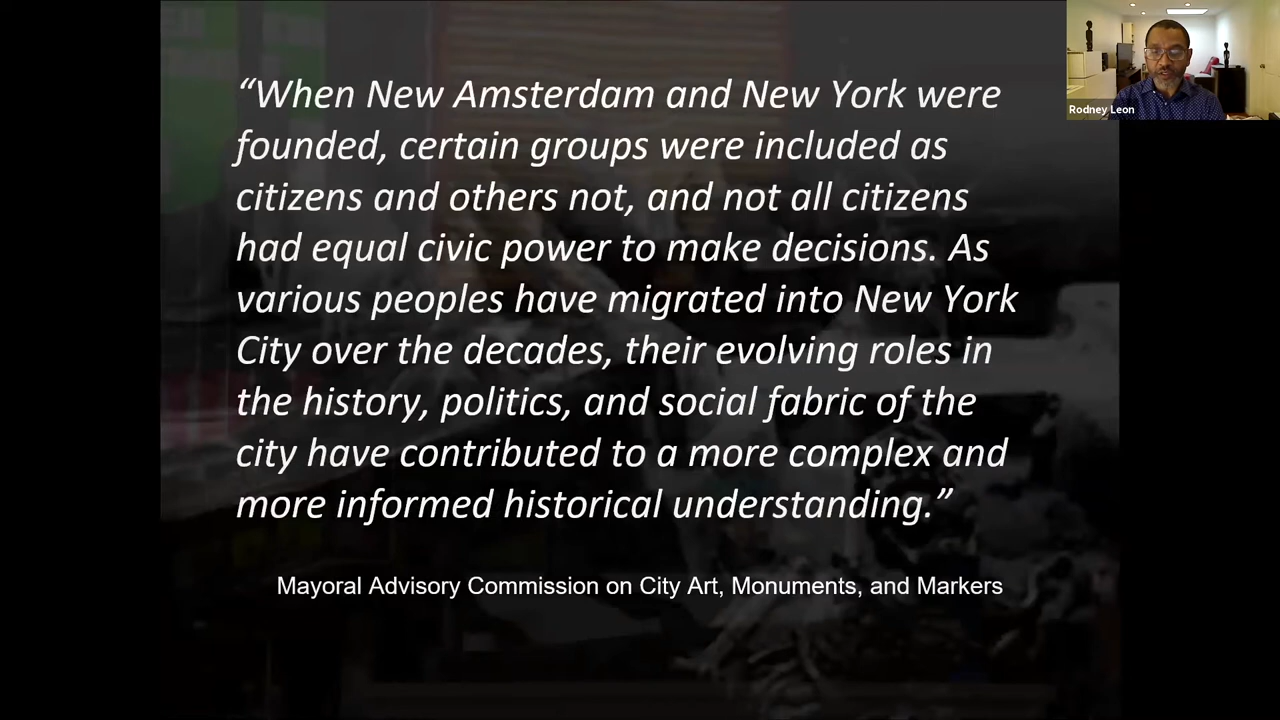 “When New Amsterdam and New York were
founded, certain groups were included as
citizens and others not, and not all citizens
had equal civic power to make decisions. As
various peoples have migrated into New York
City over the decades, their evolving roles in
the history, politics, and social fabric of the
city have contributed to a more complex and
more informed historical understanding.”
Mayoral Advisory Commission on City Art, Monuments, and Markers
Rodney Leon